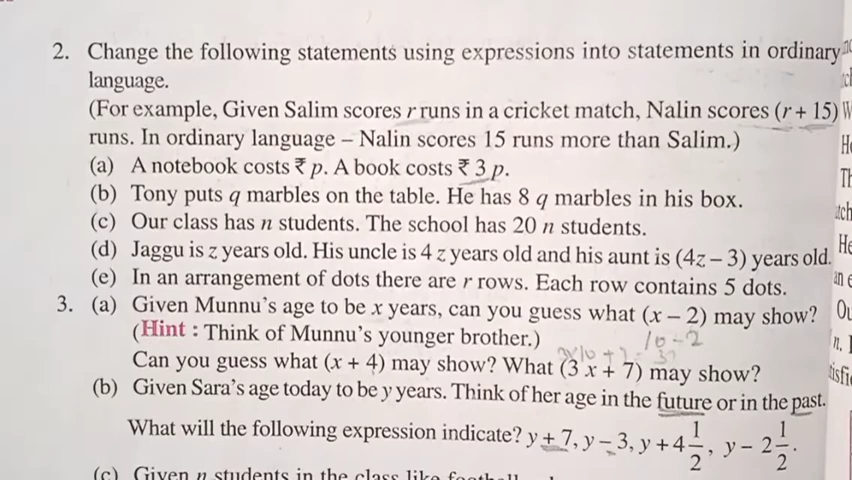 2. Change the following statements using expressions into statements in ordinary
language.
(For example, Given Salim scores r runs in a cricket match, Nalin scores (r + 15)
runs. In ordinary language – Nalin scores 15 runs more than Salim.)
(a) A notebook costs ₹ p. A book costs ₹ 3 p.
(b) Tony puts q marbles on the table. He has 8 q marbles in his box.
(c) Our class has n students. The school has 20 n students.
(d) Jaggu is z years old. His uncle is 4 z years old and his aunt is (4z – 3) years old.
(e) In an arrangement of dots there are r rows. Each row contains 5 dots.
3. (a) Given Munnu's age to be x years, can you guess what (x – 2) may show?
(Hint : Think of Munnu's younger brother.)
10 - 2
Can you guess what (x + 4) may show? What (3 x + 7) may show?
(b) Given Sara's age today to be y years. Think of her age in the future or in the past.
What will the following expression indicate? y + 7, y – 3, y + 4 1/2, y – 2 1/2.
(c) Given n students in the class like